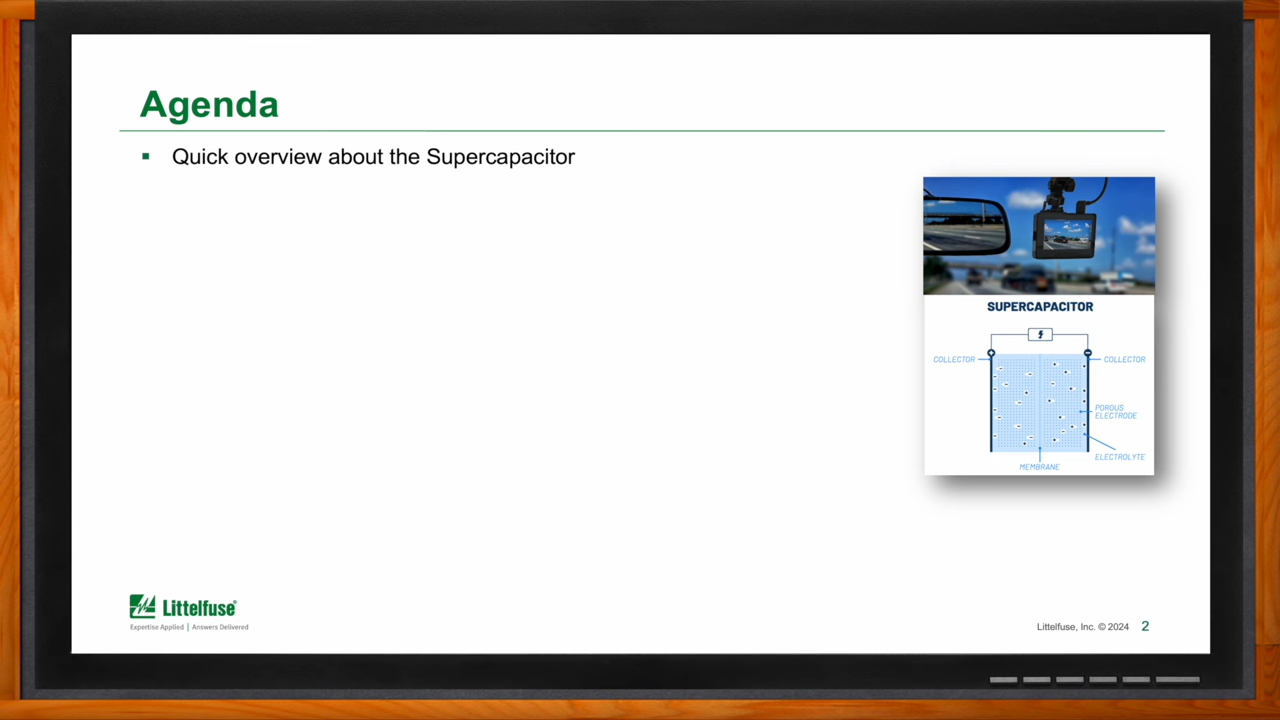 Agenda
▪ Quick overview about the Supercapacitor
SUPERCAPACITOR
COLLECTOR
COLLECTOR
POROUS
ELECTRODE
ELECTROLYTE
MEMBRANE
Littelfuse®
Expertise Applied | Answers Delivered
Littelfuse, Inc. © 2024 2